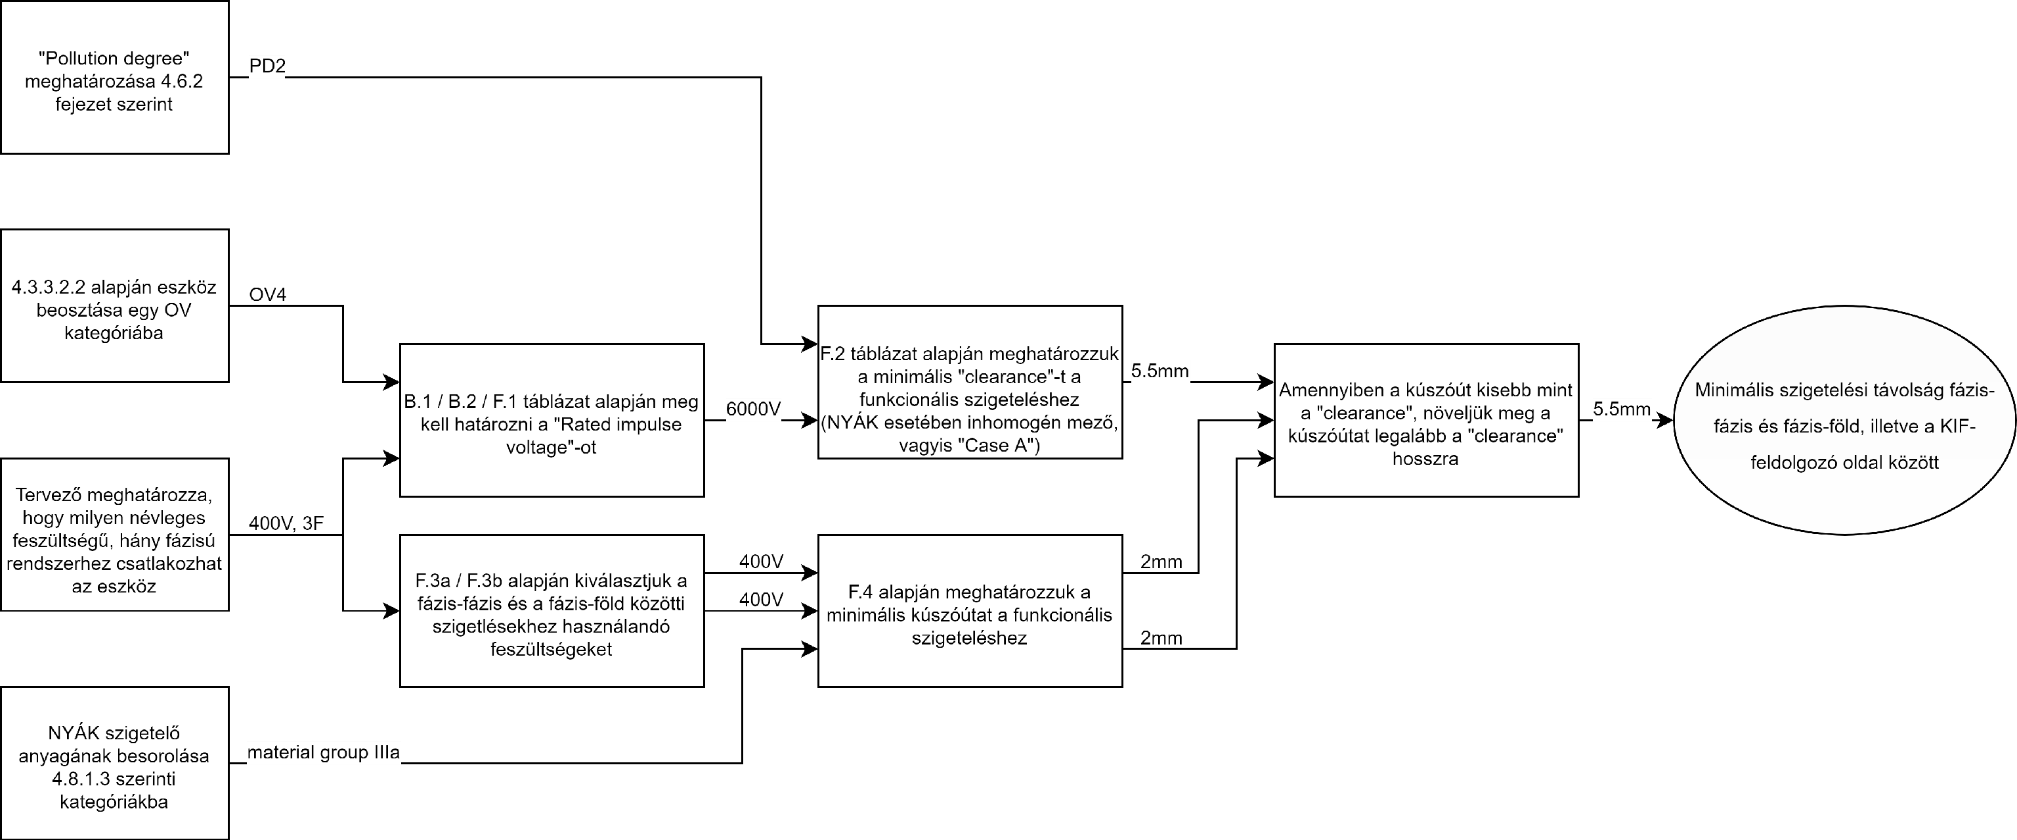 "Pollution degree"
meghatározása 4.6.2
fejezet szerint
PD2
4.3.3.2.2 alapján eszköz
beosztása egy OV
kategóriába
OV4
Tervező meghatározza,
hogy milyen névleges
feszültségű, hány fázisú
rendszerhez csatlakozhat
az eszköz
400V, 3F
NYÁK szigetelő
anyagának besorolása
4.8.1.3 szerinti
kategóriákba
material group IIIa
B.1 / B.2 / F.1 táblázat alapján meg
kell határozni a "Rated impulse
voltage"-ot
6000V
F.3a / F.3b alapján kiválasztjuk a
fázis-fázis és a fázis-föld közötti
szigetlésekhez használandó
feszültségeket
400V
400V
F.2 táblázat alapján meghatározzuk
a minimális "clearance"-t a
funkcionális szigeteléshez
(NYÁK esetében inhomogén mező,
vagyis "Case A")
5.5mm
F.4 alapján meghatározzuk a
minimális kúszóútat a funkcionális
szigeteléshez
2mm
2mm
Amennyiben a kúszóút kisebb mint
a "clearance", növeljük meg a
kúszóútat legalább a "clearance"
hosszra
5.5mm
Minimális szigetelési távolság fázis-
fázis és fázis-föld, illetve a KIF-
feldolgozó oldal között